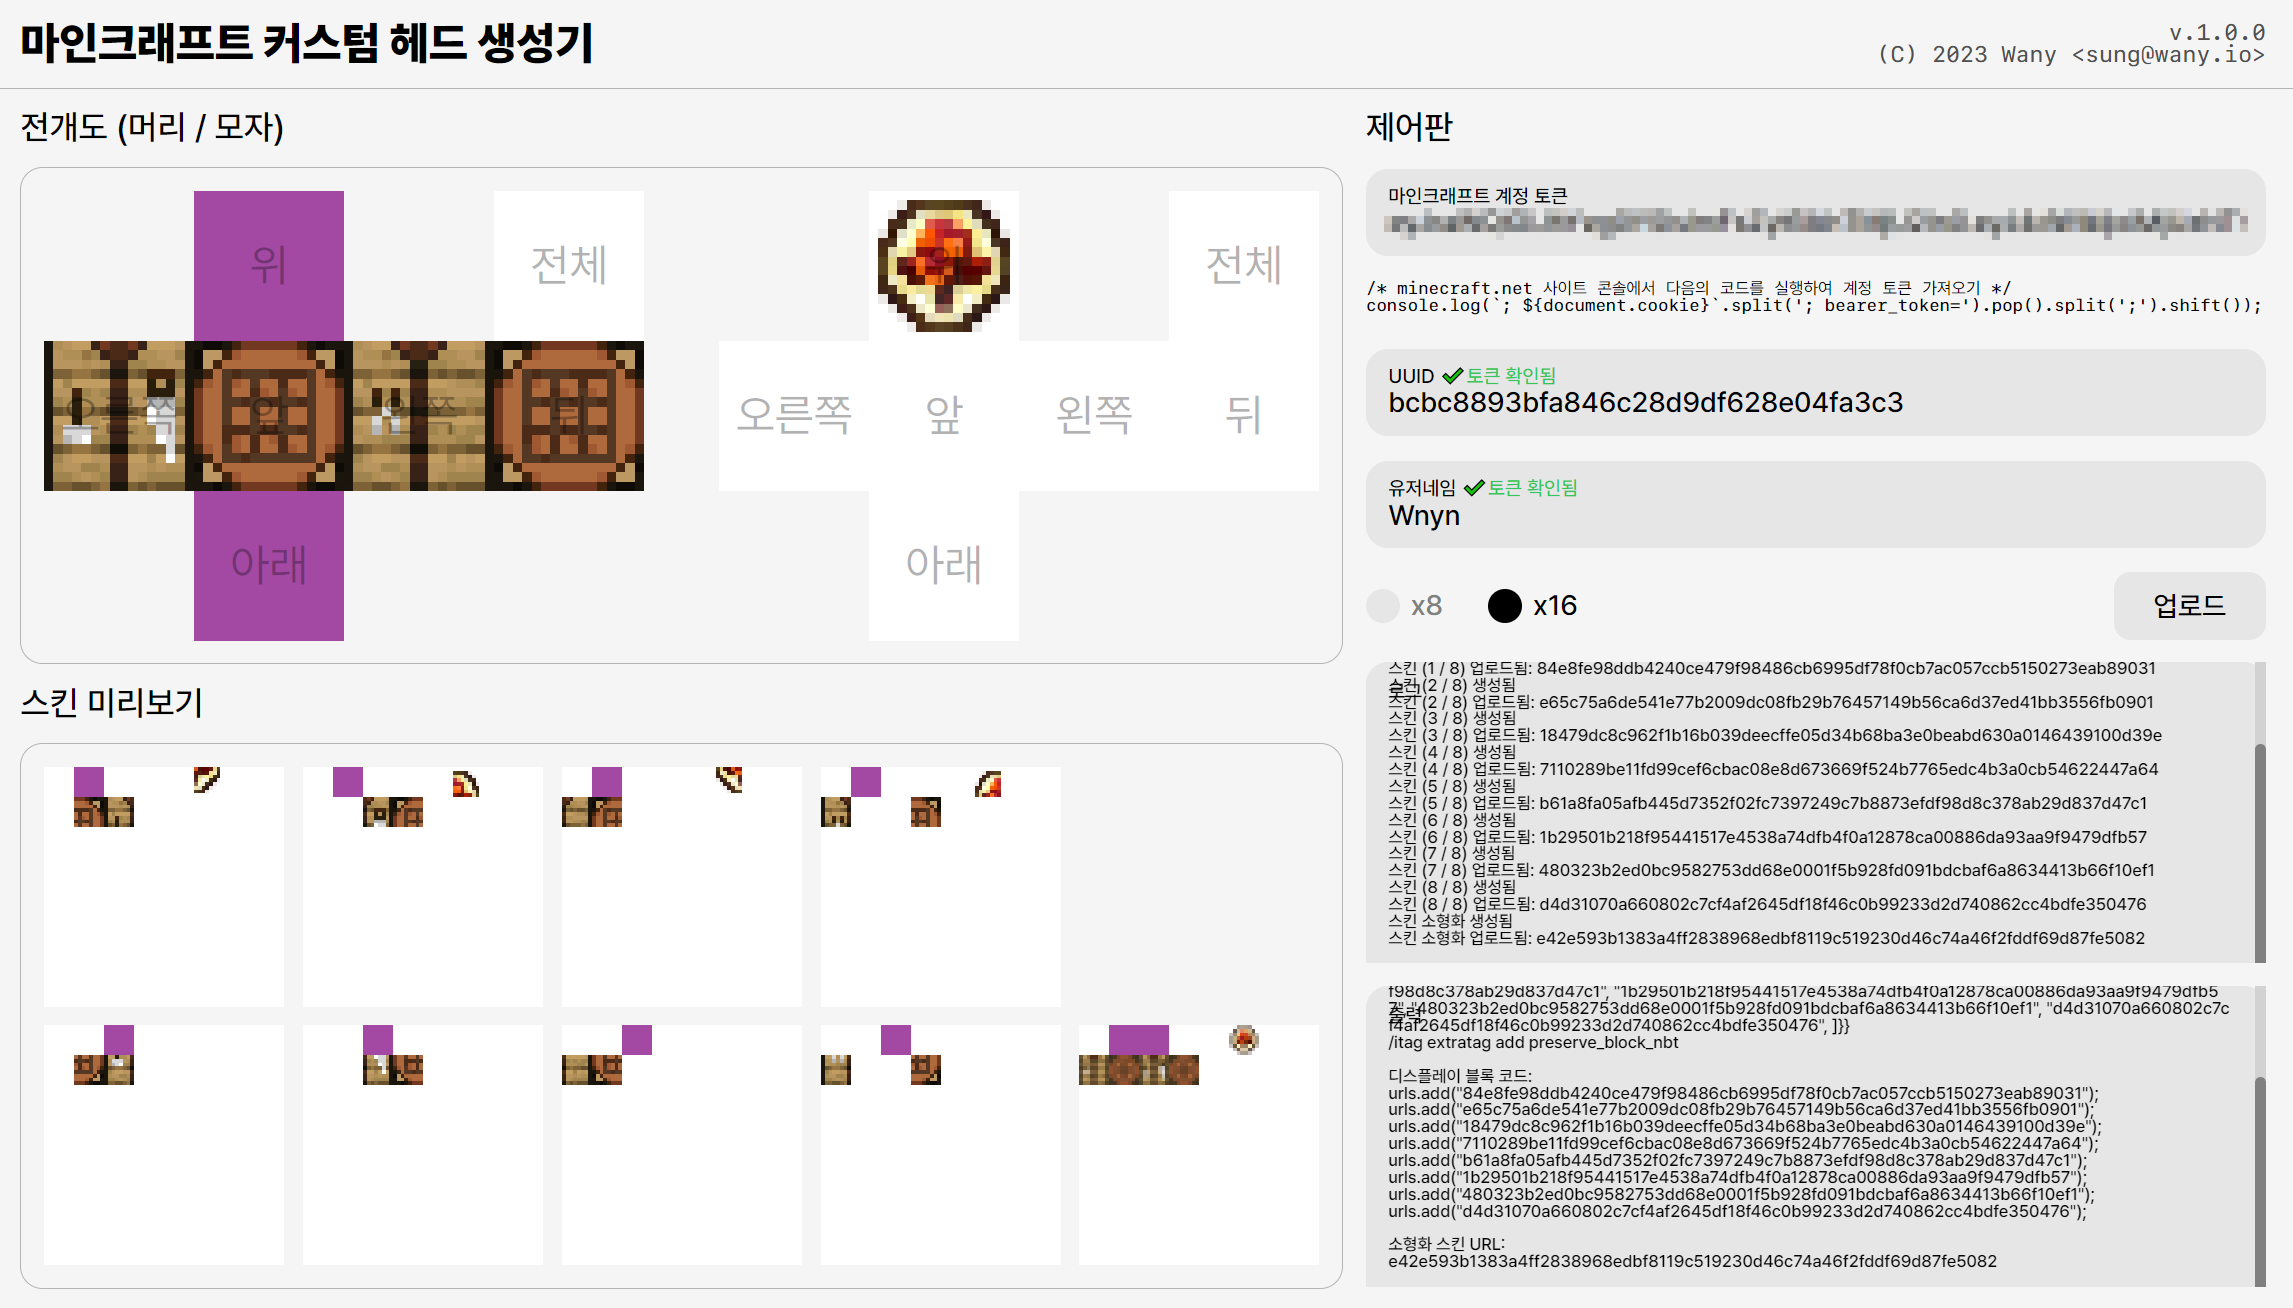 마인크래프트 커스텀 헤드 생성기
v.1.0.0
(C) 2023 Wany <sung@wany.io>
전개도 (머리 / 모자)
위
전체
오른쪽
앞
왼쪽
뒤
아래
위
전체
오른쪽
앞
왼쪽
뒤
아래
스킨 미리보기
제어판
마인크래프트 계정 토큰
/* minecraft.net 사이트 콘솔에서 다음의 코드를 실행하여 계정 토큰 가져오기 */
console.log(`; ${document.cookie}`.split('; bearer_token=').pop().split(';').shift());
UUID ✔토큰 확인됨
bcbc8893bfa846c28d9df628e04fa3c3
유저네임 ✔토큰 확인됨
Wnyn
x8
x16
업로드
로그
스킨 (1 / 8) 업로드됨: 84e8fe98ddb4240ce479f98486cb6995df78f0cb7ac057ccb5150273eab89031
스킨 (2 / 8) 생성됨
스킨 (2 / 8) 업로드됨: e65c75a6de541e77b2009dc08fb29b76457149b56ca6d37ed41bb3556fb0901
스킨 (3 / 8) 생성됨
스킨 (3 / 8) 업로드됨: 18479dc8c962f1b16b039deecffe05d34b68ba3e0beabd630a0146439100d39e
스킨 (4 / 8) 생성됨
스킨 (4 / 8) 업로드됨: 7110289be11fd99cef6cbac08e8d673669f524b7765edc4b3a0cb54622447a64
스킨 (5 / 8) 생성됨
스킨 (5 / 8) 업로드됨: b61a8fa05afb445d7352f02fc7397249c7b8873efdf98d8c378ab29d837d47c1
스킨 (6 / 8) 생성됨
스킨 (6 / 8) 업로드됨: 1b29501b218f95441517e4538a74dfb4f0a12878ca00886da93aa9f9479dfb57
스킨 (7 / 8) 생성됨
스킨 (7 / 8) 업로드됨: 480323b2ed0bc9582753dd68e0001f5b928fd091bdcbaf6a8634413b66f10ef1
스킨 (8 / 8) 생성됨
스킨 (8 / 8) 업로드됨: d4d31070a660802c7cf4af2645df18f46c0b99233d2d740862cc4bdfe350476
스킨 소형화 생성됨
스킨 소형화 업로드됨: e42e593b1383a4ff2838968edbf8119c519230d46c74a46f2fddf69d87fe5082
출력
f98d8c378ab29d837d47c1", "1b29501b218f95441517e4538a74dfb4f0a12878ca00886da93aa9f9479dfb5
7", "480323b2ed0bc9582753dd68e0001f5b928fd091bdcbaf6a8634413b66f10ef1", "d4d31070a660802c7c
f4af2645df18f46c0b99233d2d740862cc4bdfe350476", ]}}
/itag extratag add preserve_block_nbt
디스플레이 블록 코드:
urls.add("84e8fe98ddb4240ce479f98486cb6995df78f0cb7ac057ccb5150273eab89031");
urls.add("e65c75a6de541e77b2009dc08fb29b76457149b56ca6d37ed41bb3556fb0901");
urls.add("18479dc8c962f1b16b039deecffe05d34b68ba3e0beabd630a0146439100d39e");
urls.add("7110289be11fd99cef6cbac08e8d673669f524b7765edc4b3a0cb54622447a64");
urls.add("b61a8fa05afb445d7352f02fc7397249c7b8873efdf98d8c378ab29d837d47c1");
urls.add("1b29501b218f95441517e4538a74dfb4f0a12878ca00886da93aa9f9479dfb57");
urls.add("480323b2ed0bc9582753dd68e0001f5b928fd091bdcbaf6a8634413b66f10ef1");
urls.add("d4d31070a660802c7cf4af2645df18f46c0b99233d2d740862cc4bdfe350476");
소형화 스킨 URL:
e42e593b1383a4ff2838968edbf8119c519230d46c74a46f2fddf69d87fe5082